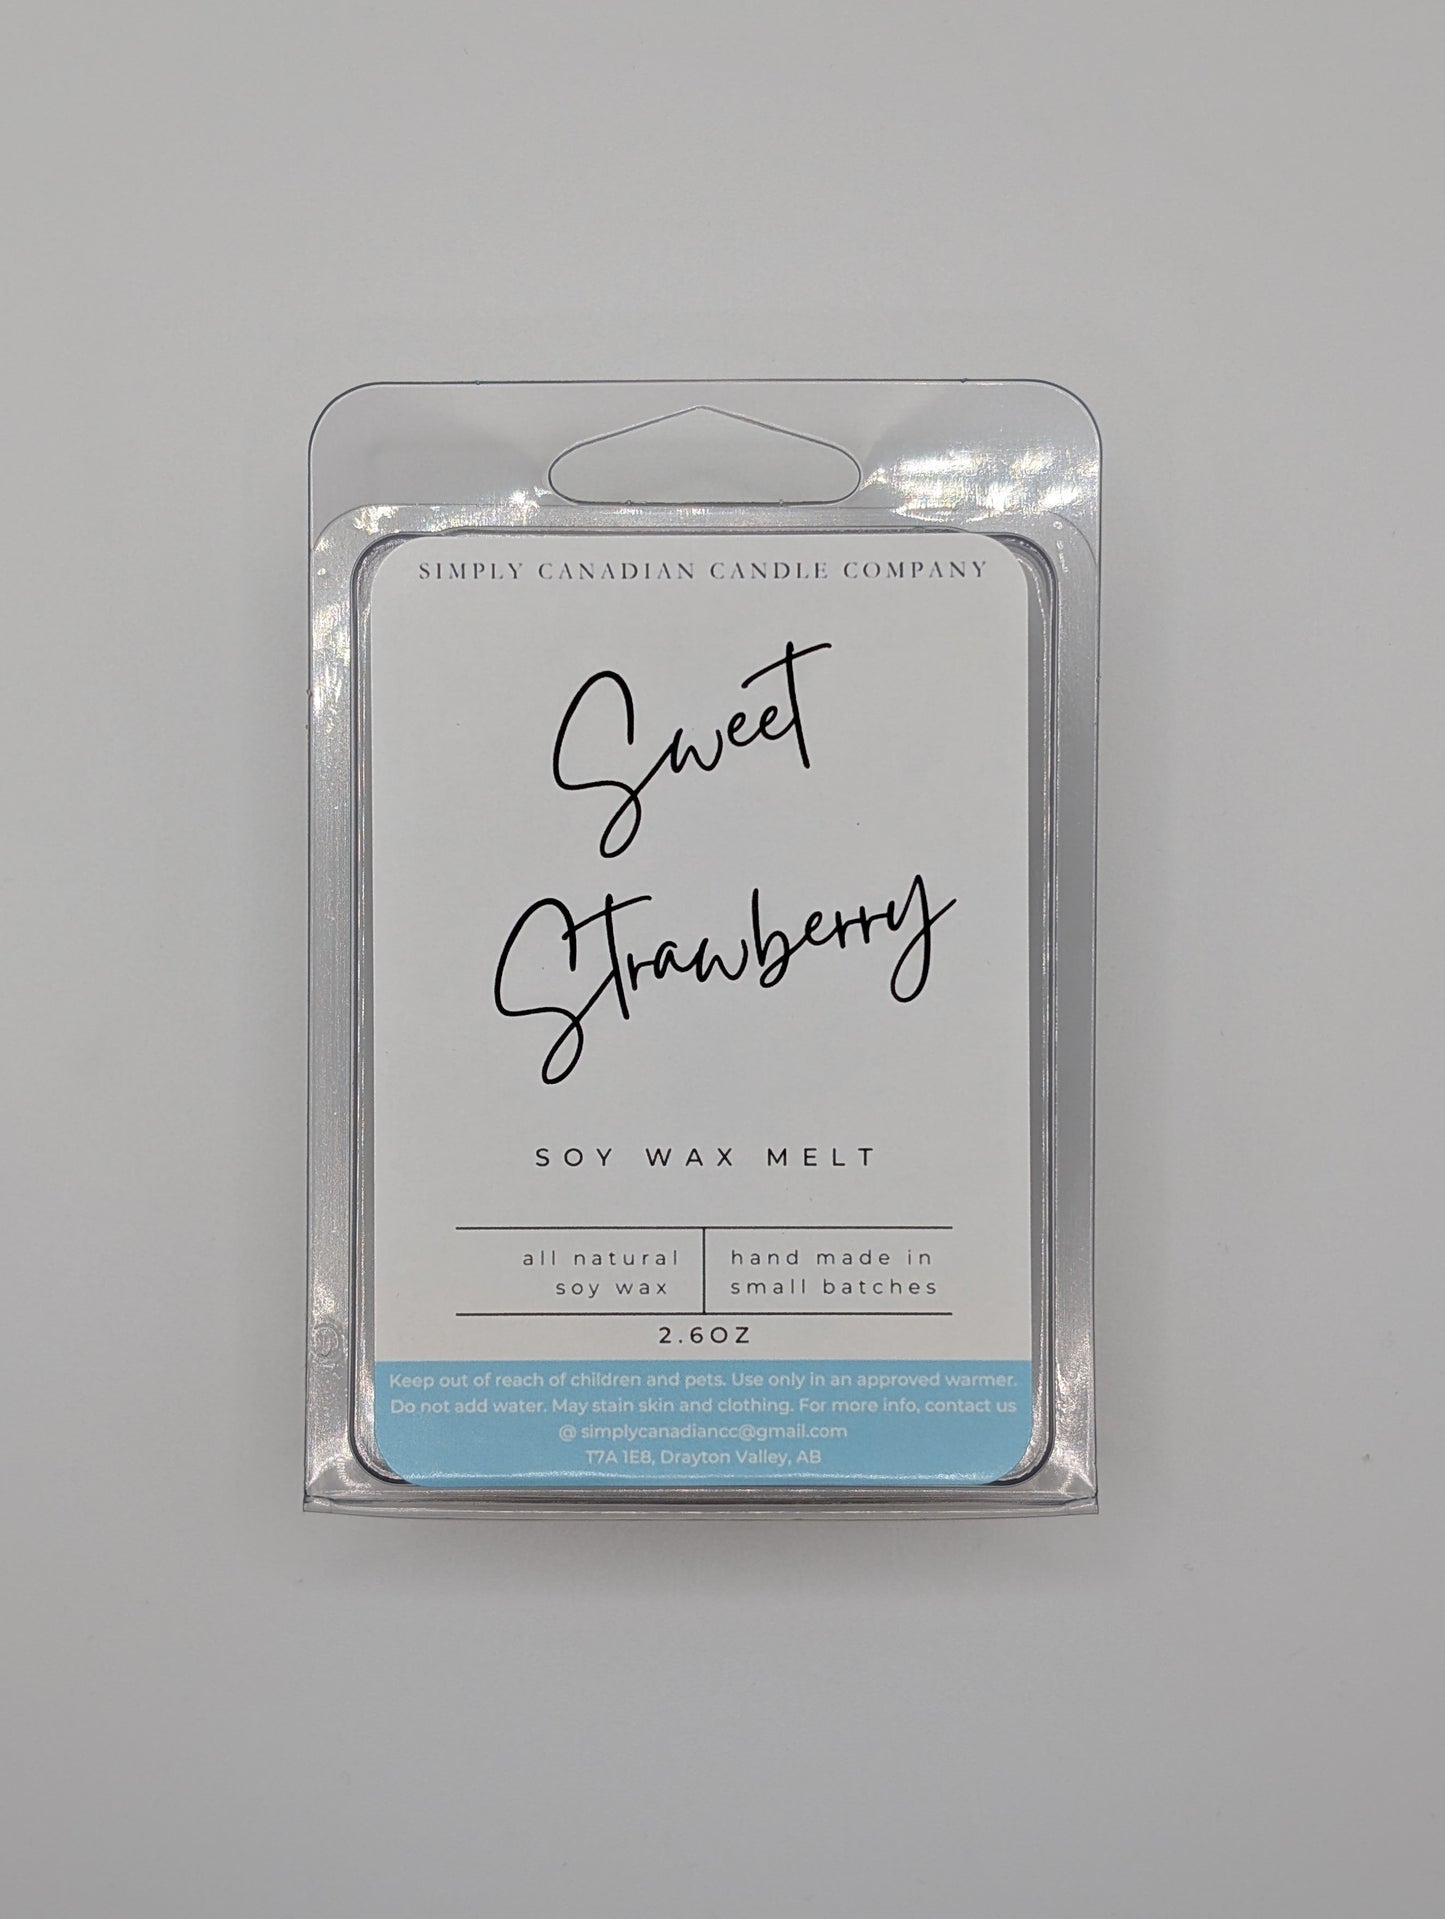 SIMPLY CANADIAN CANDLE COMPANY
Sweet
Strawberry
SOY WAX MELT
all natural
soy wax
hand made in
small batches
2.6OZ
Keep out of reach of children and pets. Use only in an approved warmer.
Do not add water. May stain skin and clothing. For more info, contact us
@ simplycanadiancc@gmail.com
T7A 1E8, Drayton Valley, AB